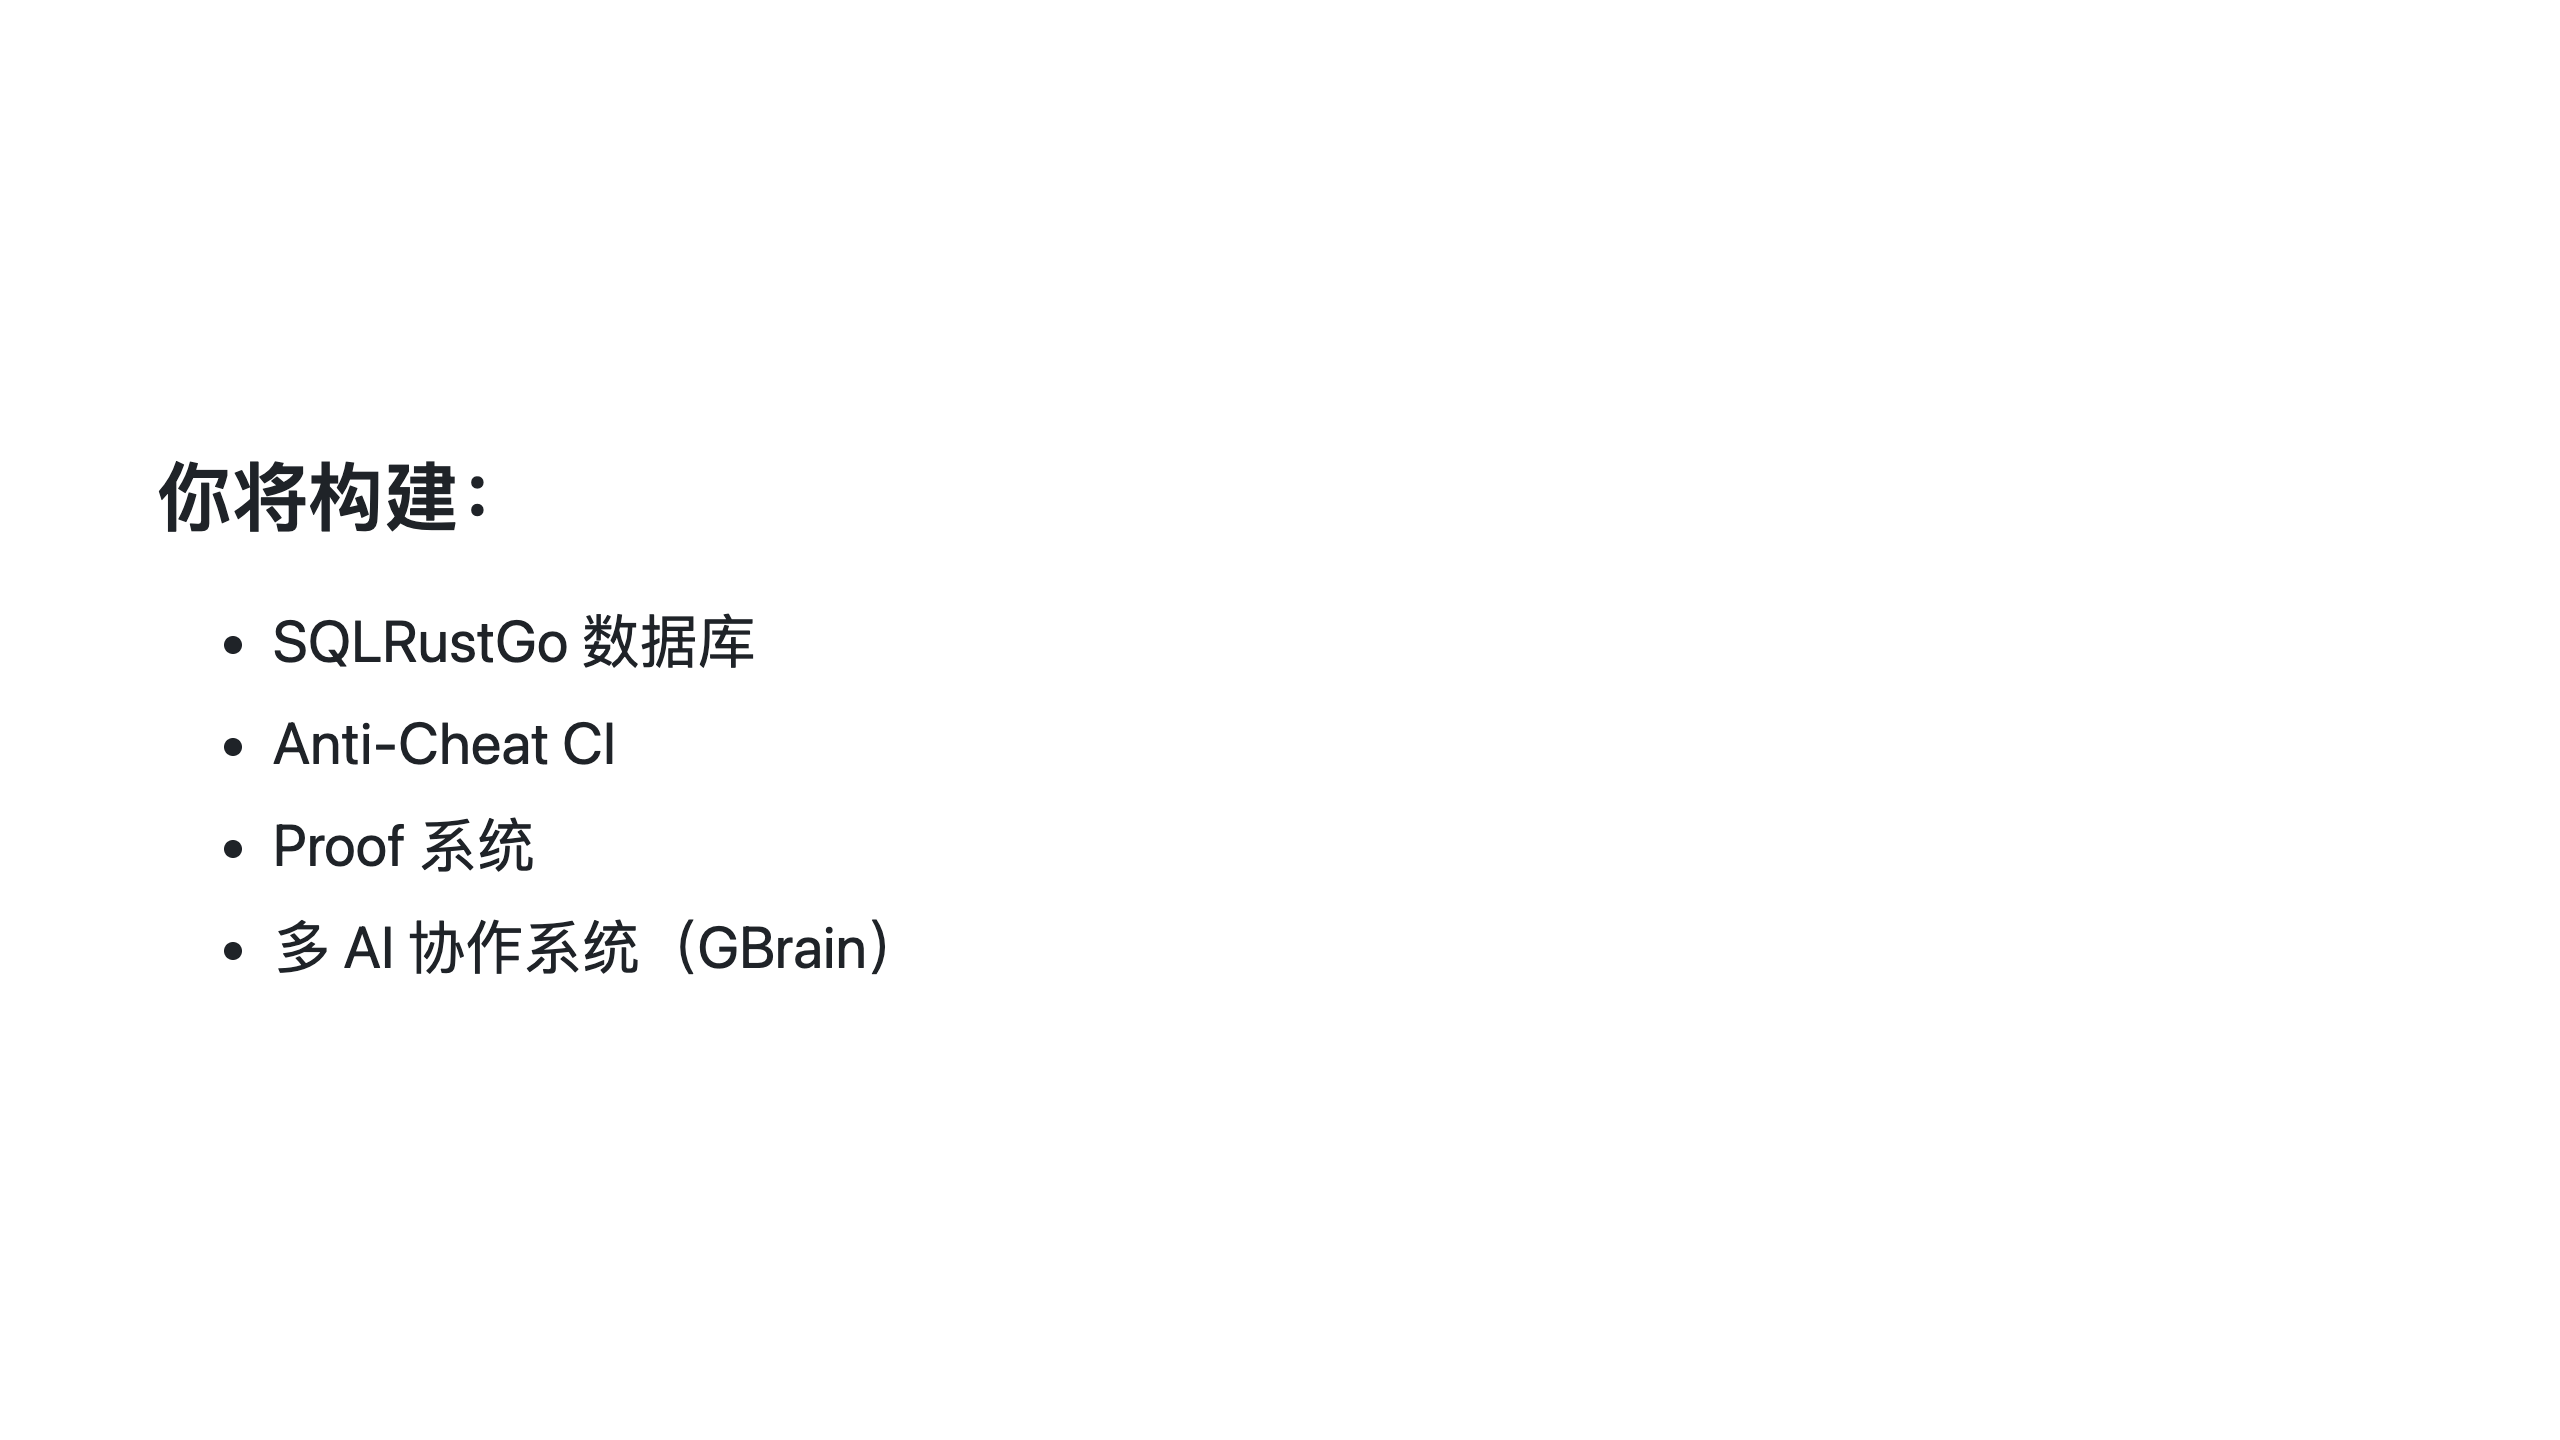 你将构建：
• SQLRustGo 数据库
• Anti-Cheat CI
• Proof 系统
• 多 AI 协作系统（GBrain）